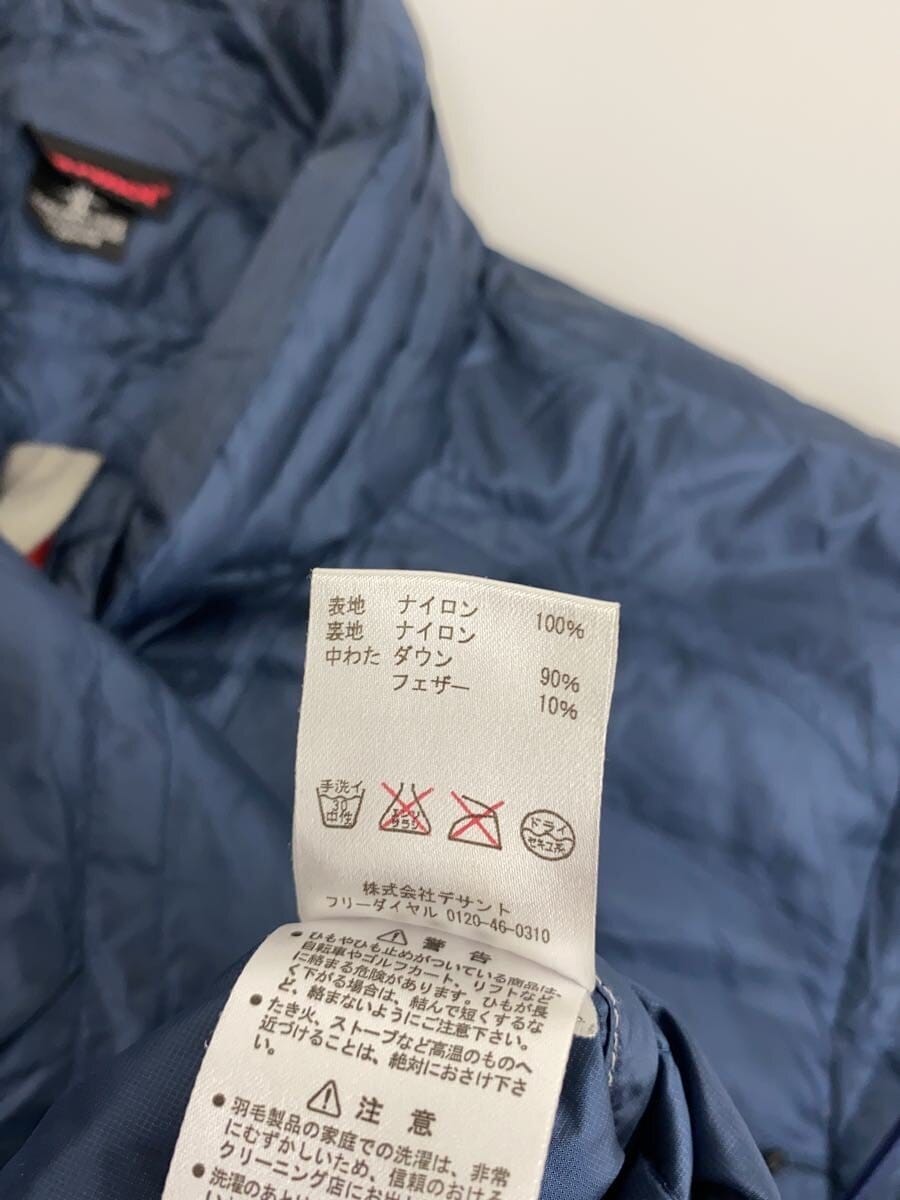 表地 ナイロン 100%
裏地 ナイロン
中わた ダウン 90%
フェザー 10%
手洗イ
30
中性
エンソ
サラシ
ドライ
セキユ系
株式会社デサント
フリーダイヤル 0120-46-0310
⚠ 警 告
• ひもやひも止めがついている商品は、
自転車やゴルフカート、リフトなど
に絡まる危険があります。ひもが長
く下がる場合は、結んで短くするな
ど、絡まないようにご注意下さい。
• たき火、ストーブなど高温のものへ
近づけることは、絶対におさけ下さ
い。
⚠ 注 意
• 羽毛製品の家庭での洗濯は、非常
にむずかしいため、信頼のおける
クリーニング店にお出し
• 洗濯のあとは